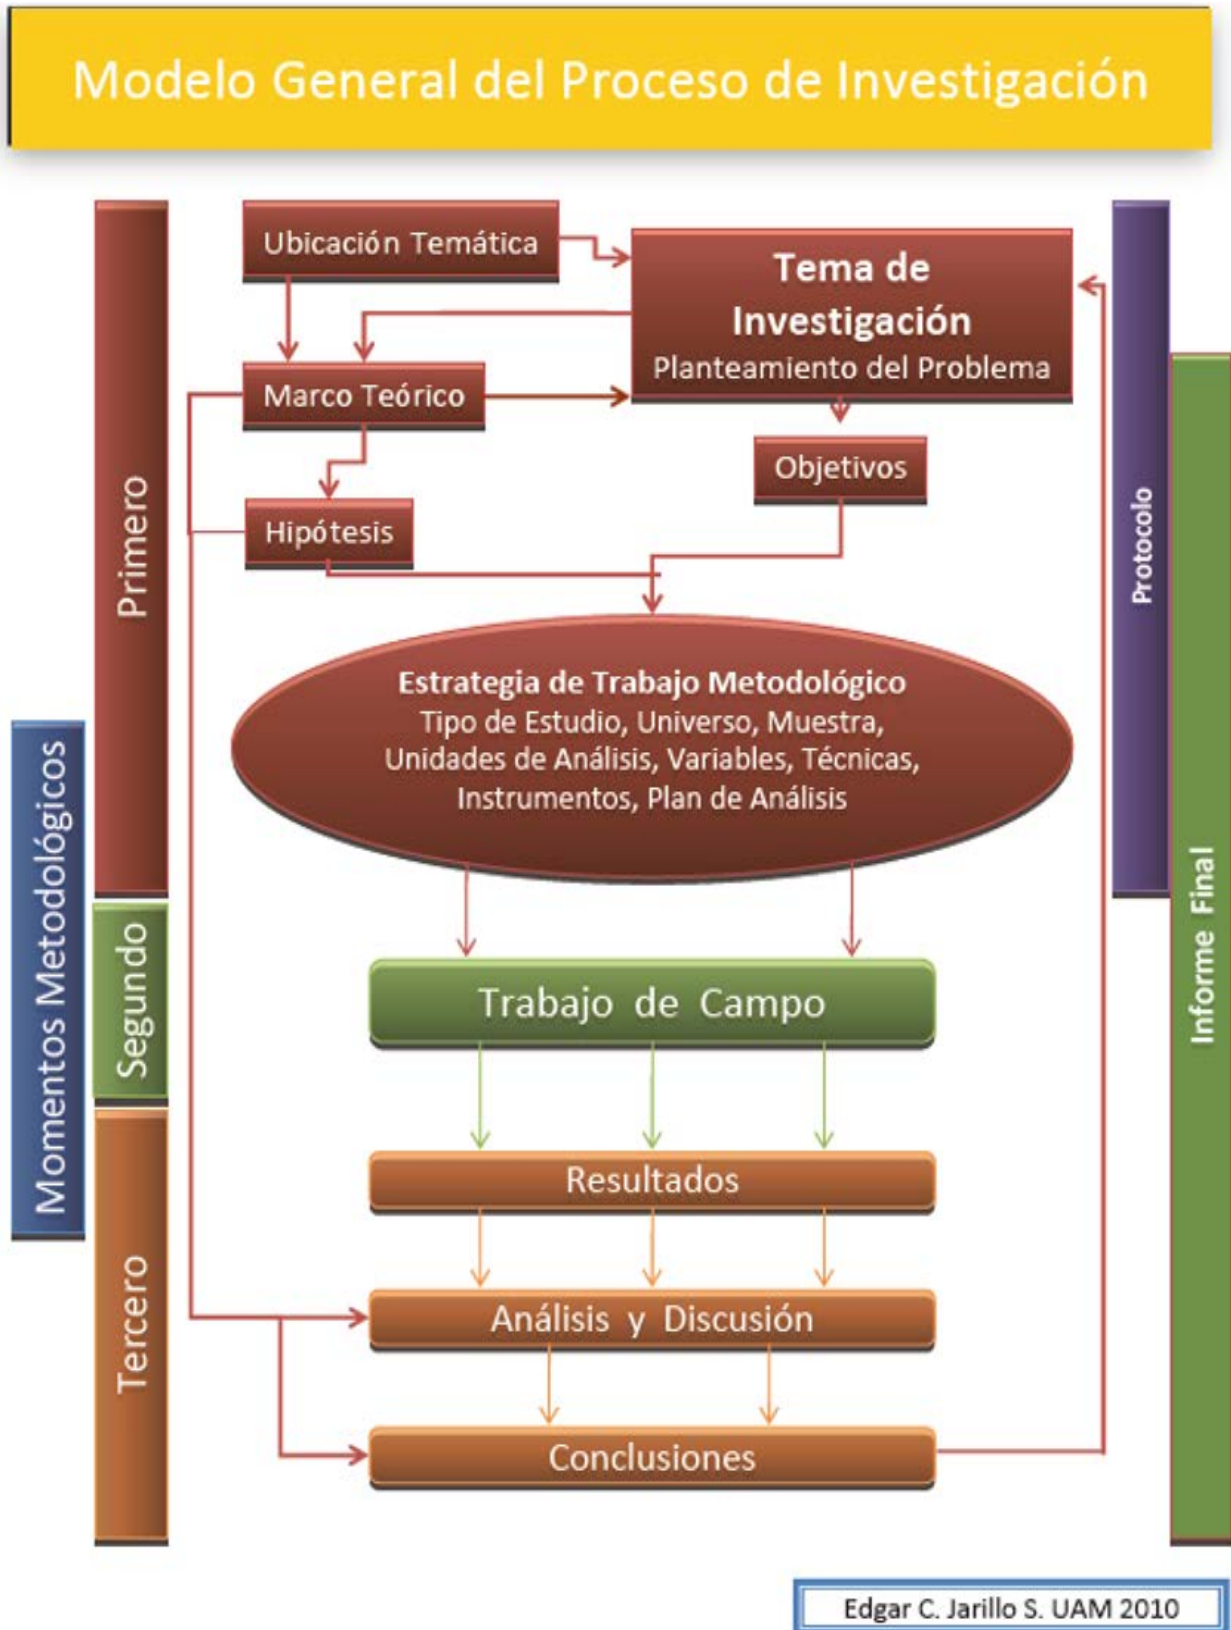 Modelo General del Proceso de Investigación
Ubicación Temática
Tema de
Investigación
Planteamiento del Problema
Marco Teórico
Objetivos
Hipótesis
Estrategia de Trabajo Metodológico
Tipo de Estudio, Universo, Muestra,
Unidades de Análisis, Variables, Técnicas,
Instrumentos, Plan de Análisis
Trabajo de Campo
Resultados
Análisis y Discusión
Conclusiones
Momentos Metodológicos
Primero
Segundo
Tercero
Protocolo
Informe Final
Edgar C. Jarillo S. UAM 2010